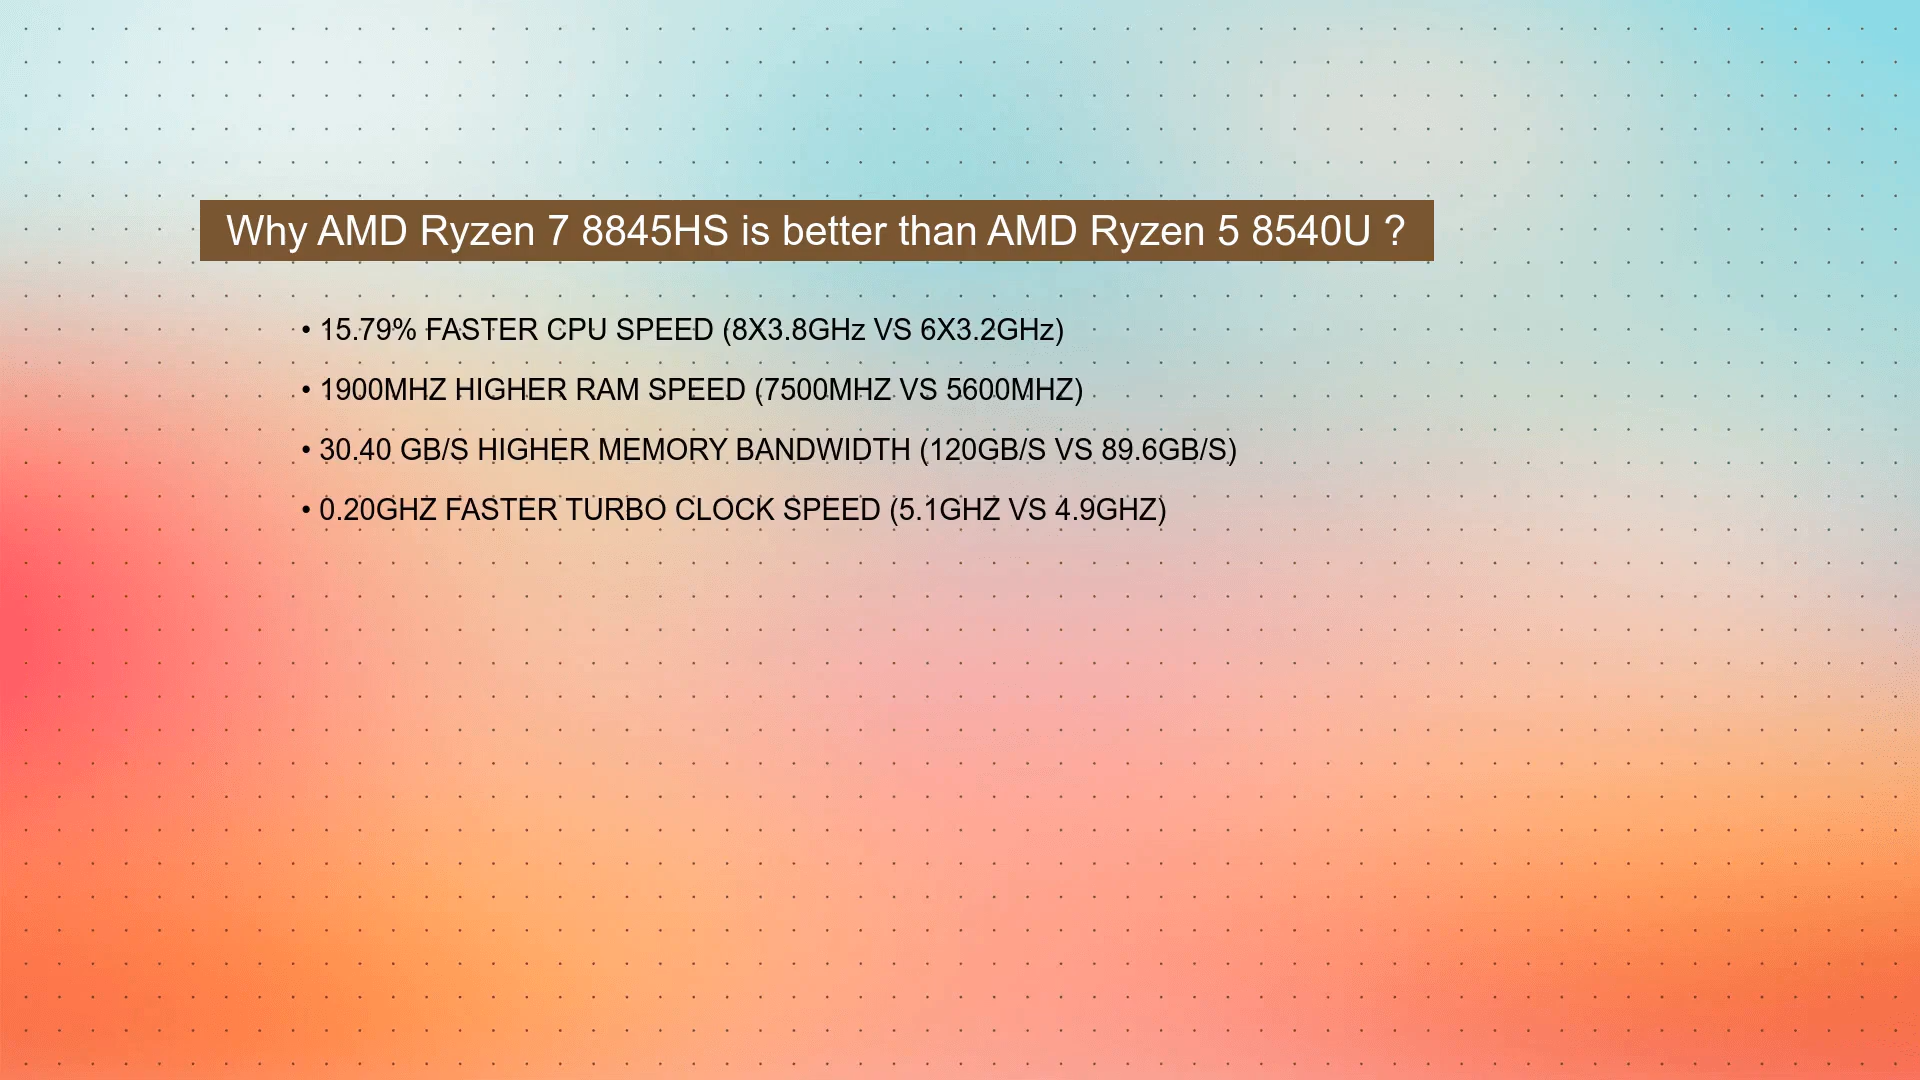 Why AMD Ryzen 7 8845HS is better than AMD Ryzen 5 8540U ?
• 15.79% FASTER CPU SPEED (8X3.8GHz VS 6X3.2GHz)
• 1900MHZ HIGHER RAM SPEED (7500MHZ VS 5600MHZ)
• 30.40 GB/S HIGHER MEMORY BANDWIDTH (120GB/S VS 89.6GB/S)
• 0.20GHZ FASTER TURBO CLOCK SPEED (5.1GHZ VS 4.9GHZ)